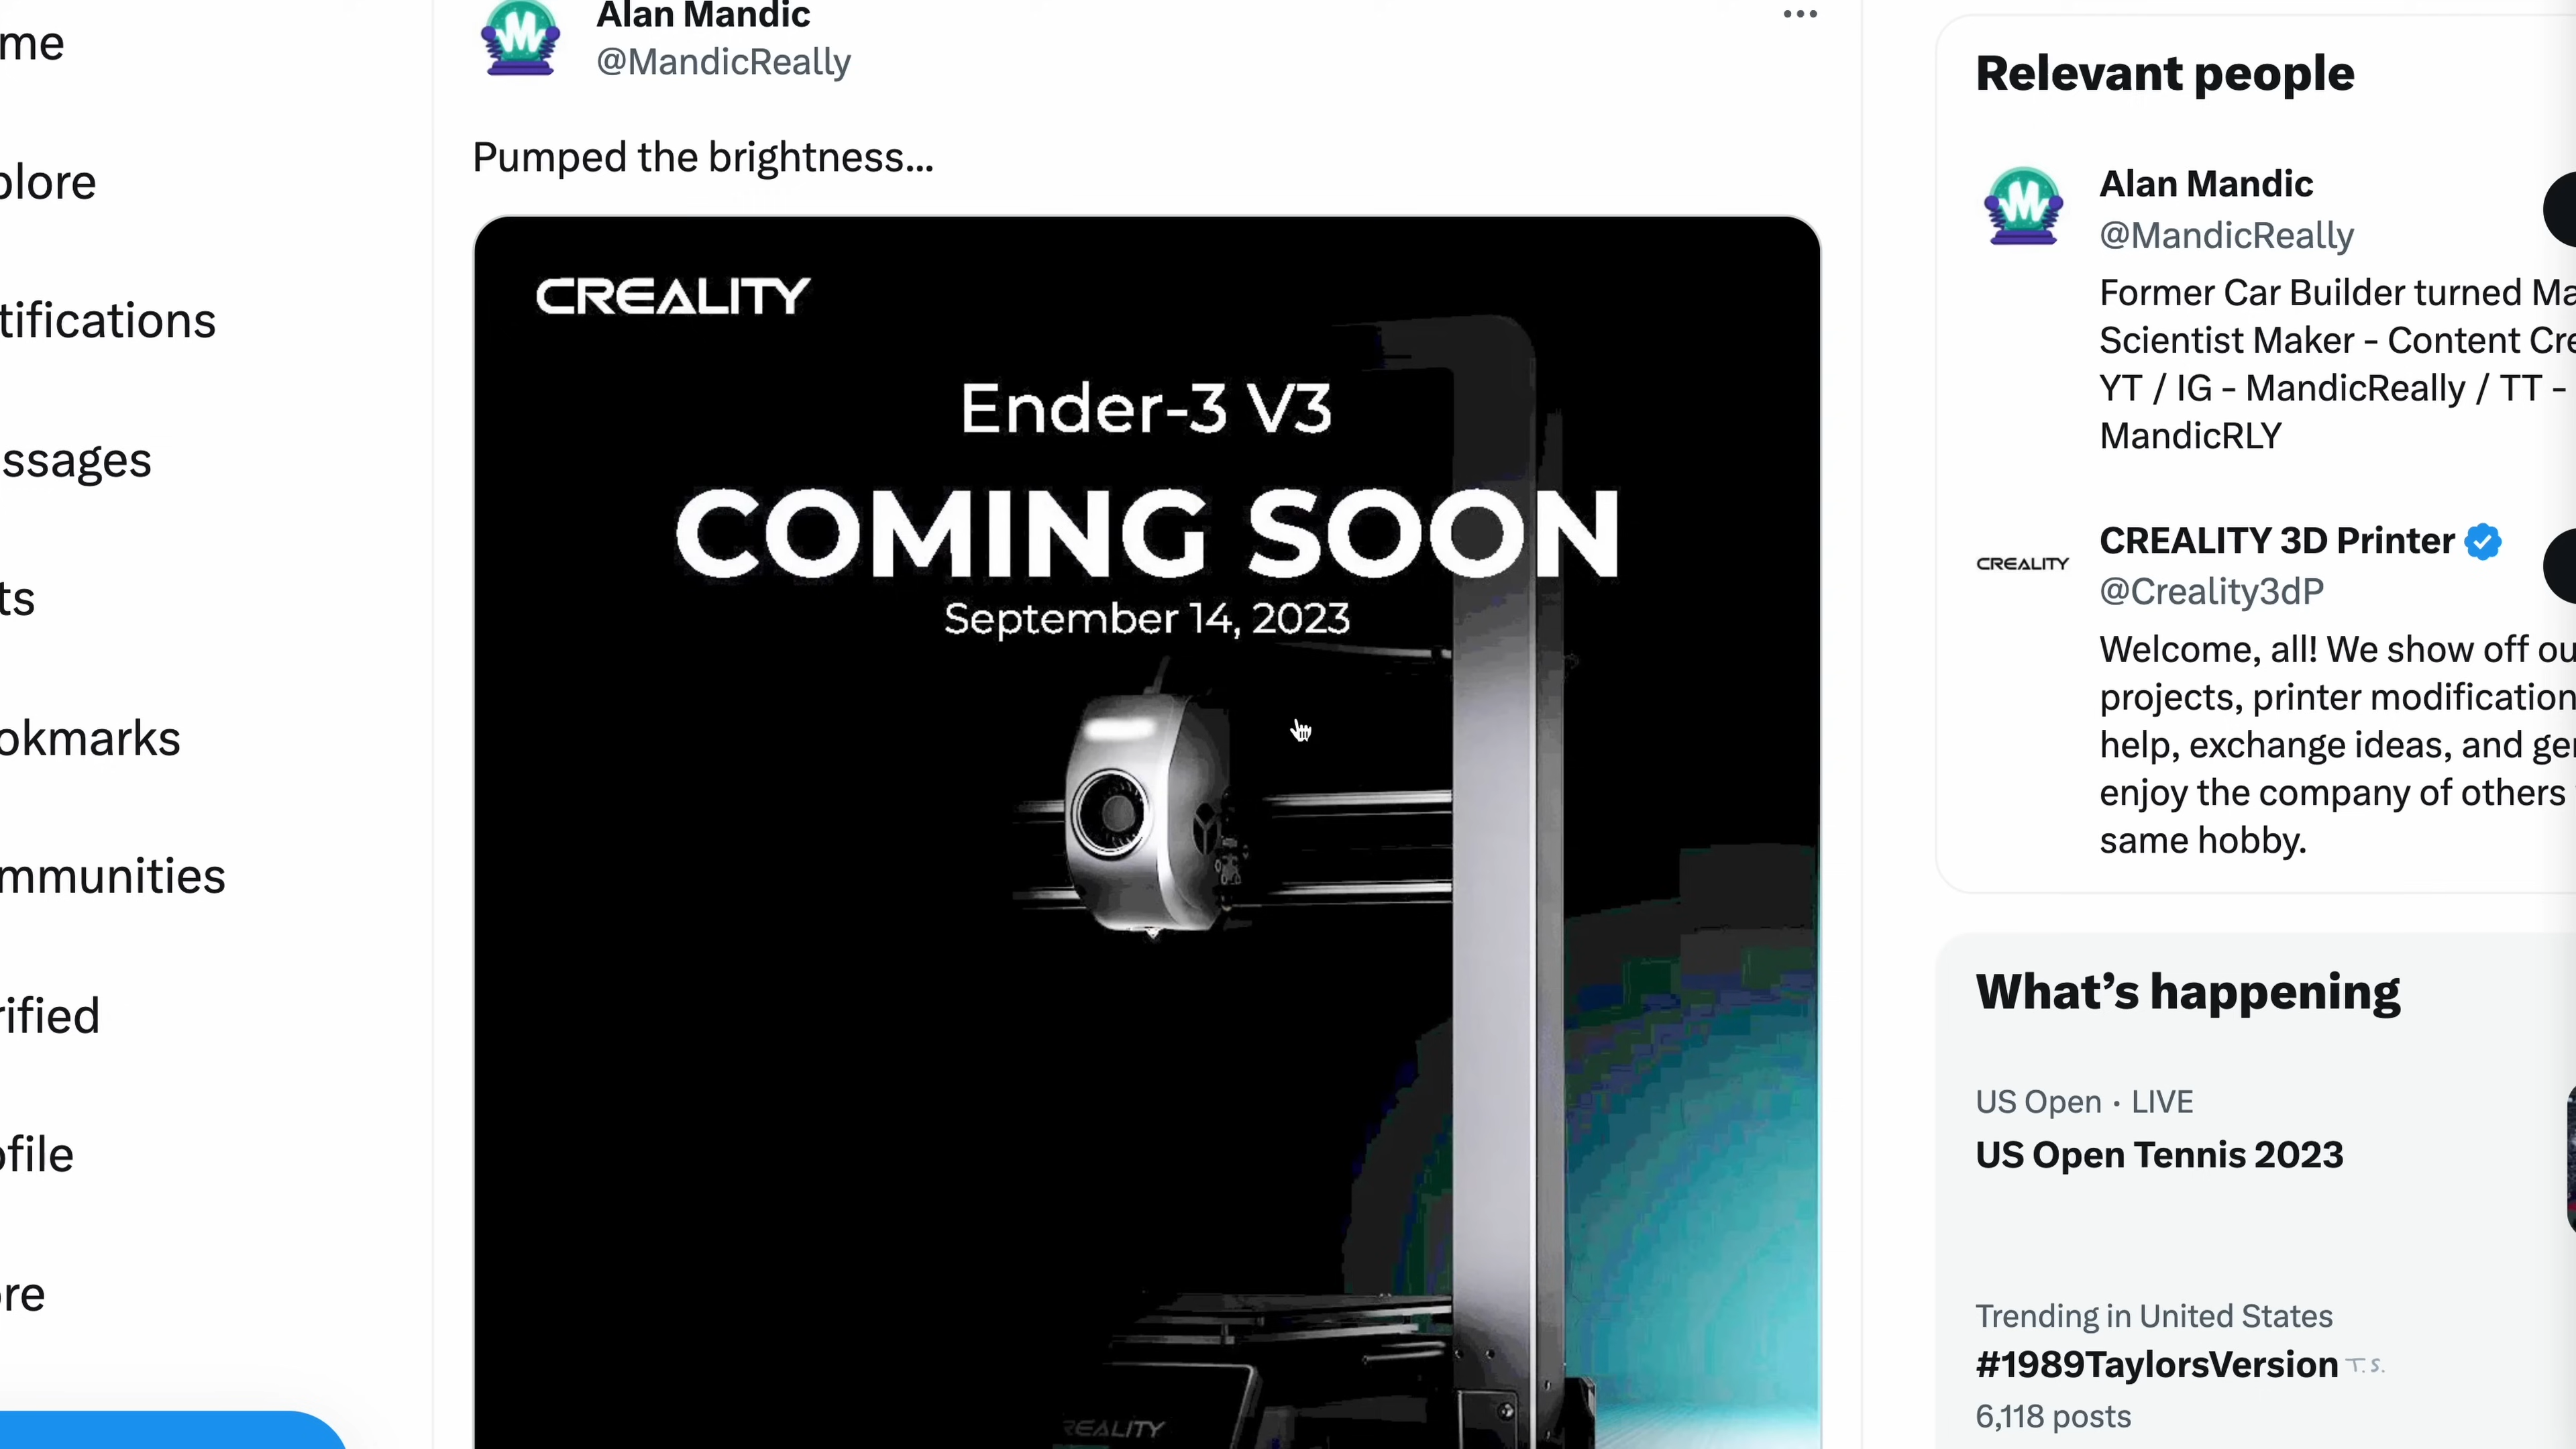 me
plore
tifications
ssages
ts
okmarks
mmunities
rified
ofile
re
Alan Mandic
@MandicReally
Pumped the brightness...
CREALITY
Ender-3 V3
COMING SOON
September 14, 2023
REALITY
Relevant people
Alan Mandic
@MandicReally
Former Car Builder turned Ma
Scientist Maker - Content Cre
YT / IG - MandicReally / TT -
MandicRLY
CREALITY
CREALITY 3D Printer
@Creality3dP
Welcome, all! We show off ou
projects, printer modification
help, exchange ideas, and ge
enjoy the company of others
same hobby.
What's happening
US Open · LIVE
US Open Tennis 2023
Trending in United States
#1989TaylorsVersion T.S.
6,118 posts